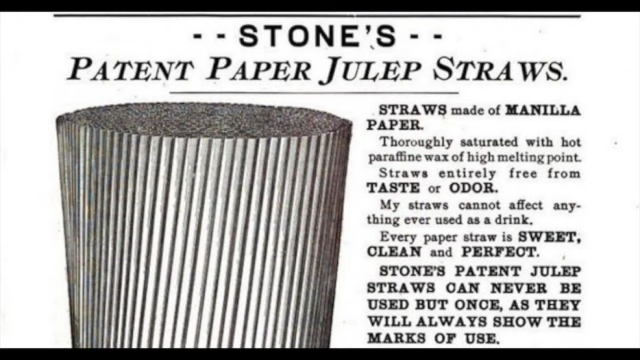 - - STONE'S - -
PATENT PAPER JULEP STRAWS.
STRAWS made of MANILLA
PAPER.
Thoroughly saturated with hot
paraffine wax of high melting point.
Straws entirely free from
TASTE or ODOR.
My straws cannot affect any-
thing ever used as a drink.
Every paper straw is SWEET,
CLEAN and PERFECT.
STONE'S PATENT JULEP
STRAWS CAN NEVER BE
USED BUT ONCE, AS THEY
WILL ALWAYS SHOW THE
MARKS OF USE.